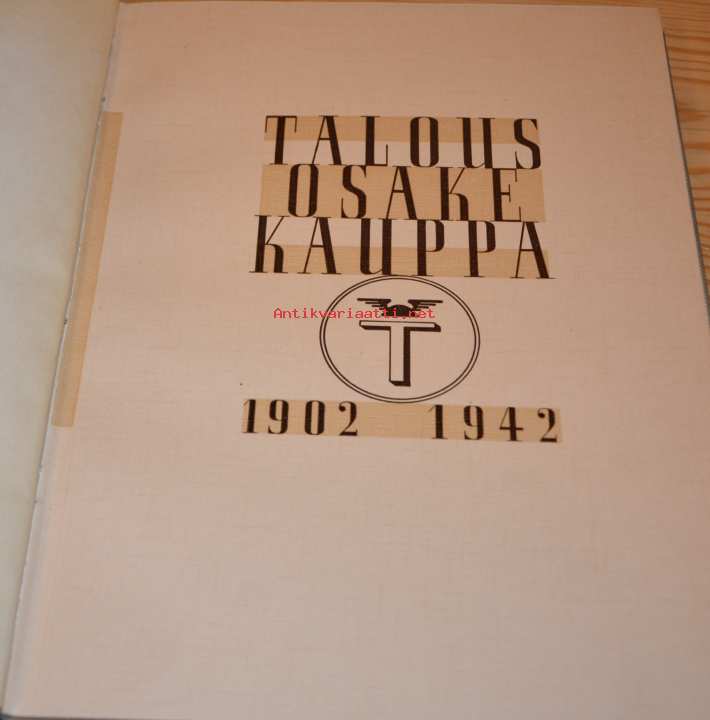 TALOUS
OSAKE
KAUPPA
Antikvariaatti.net
T
1902 1942